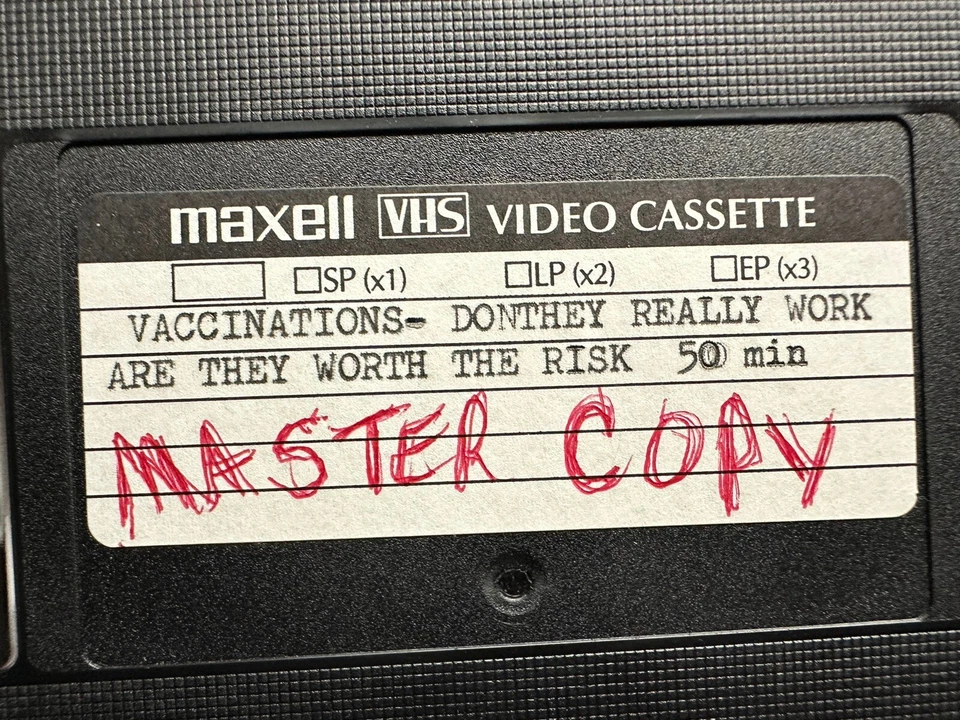 maxell VHS VIDEO CASSETTE
SP (x1) LP (x2) EP (x3)
VACCINATIONS- DONTHEY REALLY WORK
ARE THEY WORTH THE RISK 50 min
MASTER COPY